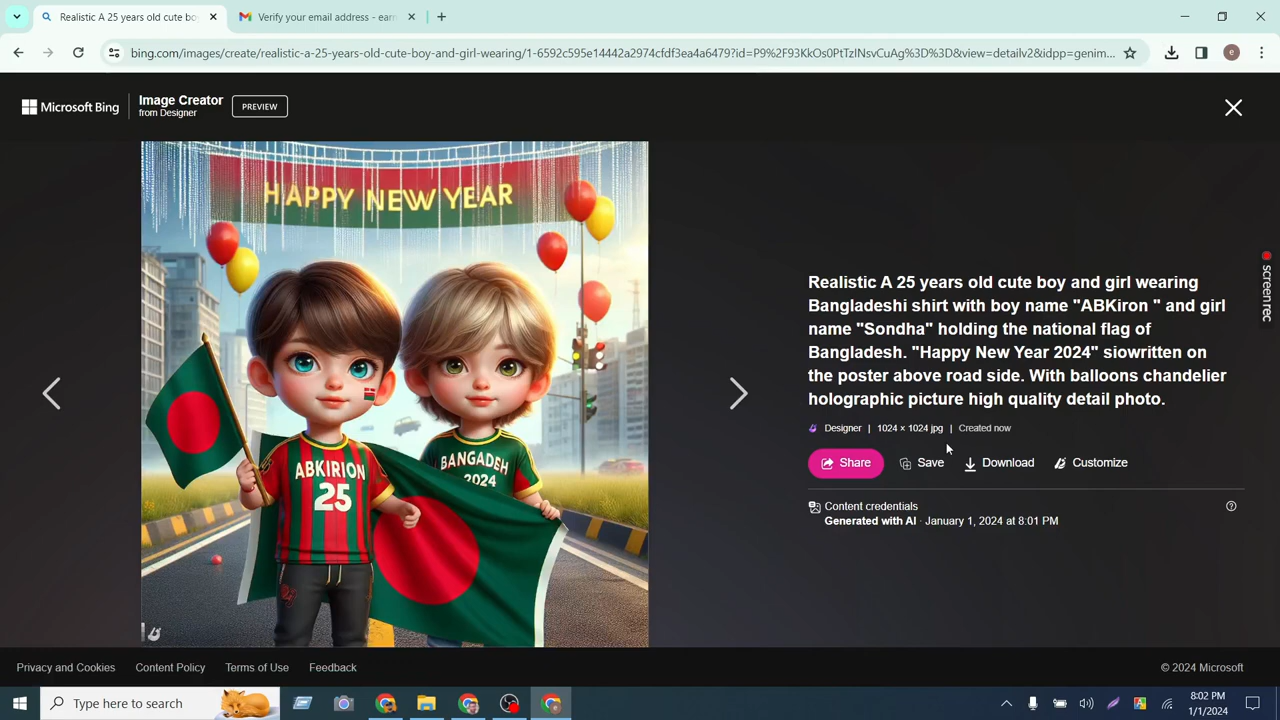 Realistic A 25 years old cute bo
Verify your email address - earn
bing.com/images/create/realistic-a-25-years-old-cute-boy-and-girl-wearing/1-6592c595e14442a2974cfdf3ea4a6479?id=P9%2F93KkOs0PtTzINsvCuAg%3D%3D&view=detailv2&idpp=genim...
e
Microsoft Bing
Image Creator
from Designer
PREVIEW
HAPPY NEW YEAR
ABKIRION
25
BANGADEH
2024
screen rec
Realistic A 25 years old cute boy and girl wearing
Bangladeshi shirt with boy name "ABKiron " and girl
name "Sondha" holding the national flag of
Bangladesh. "Happy New Year 2024" siowritten on
the poster above road side. With balloons chandelier
holographic picture high quality detail photo.
Designer | 1024 × 1024 jpg | Created now
Share Save Download Customize
Content credentials
Generated with AI · January 1, 2024 at 8:01 PM
Privacy and Cookies Content Policy Terms of Use Feedback © 2024 Microsoft
Type here to search
8:02 PM
1/1/2024